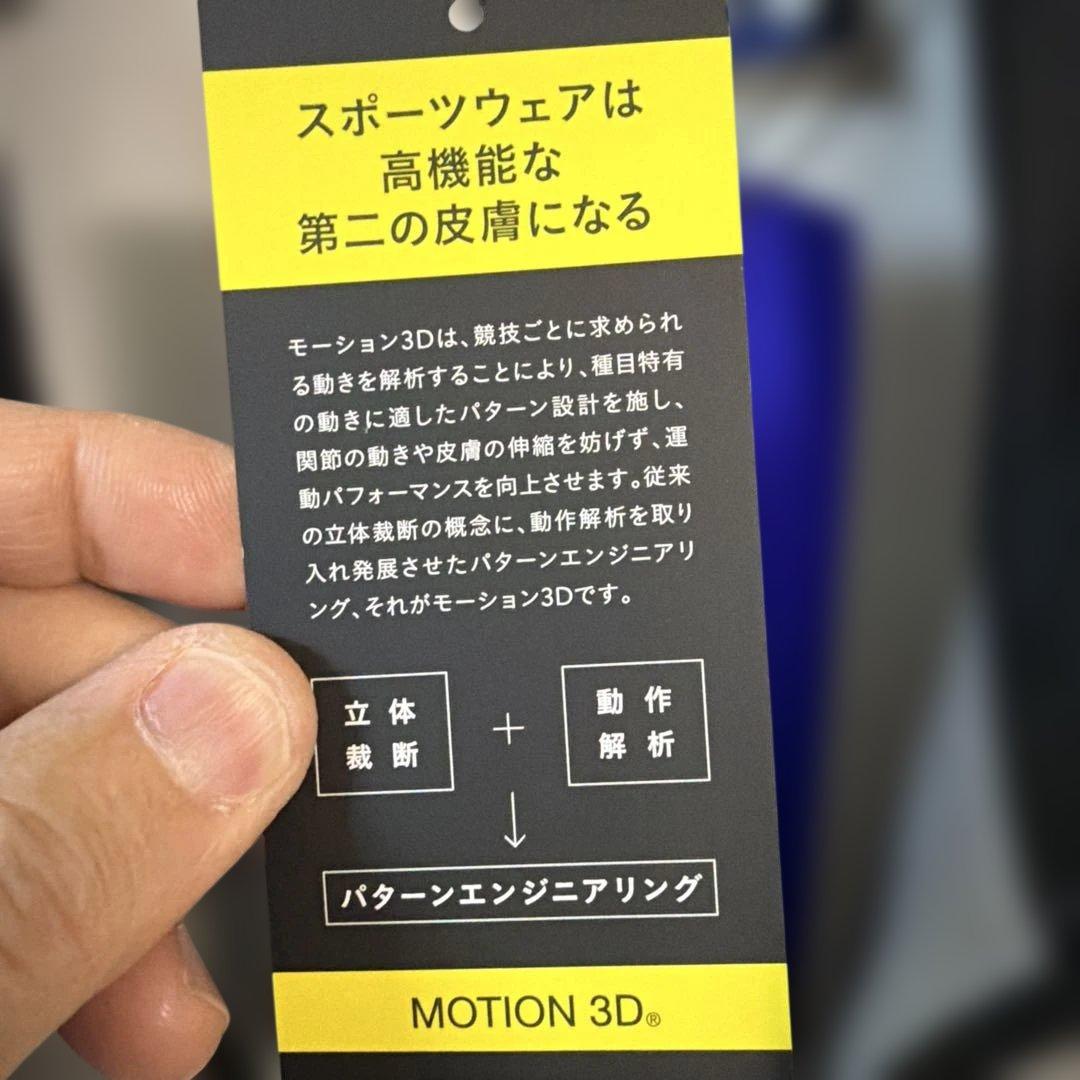 スポーツウェアは
高機能な
第二の皮膚になる
モーション3Dは、競技ごとに求められ
る動きを解析することにより、種目特有
の動きに適したパターン設計を施し、
関節の動きや皮膚の伸縮を妨げず、運
動パフォーマンスを向上させます。従来
の立体裁断の概念に、動作解析を取り
入れ発展させたパターンエンジニアリ
ング、それがモーション3Dです。
立体
裁断
+
動作
解析
↓
パターンエンジニアリング
MOTION 3D®